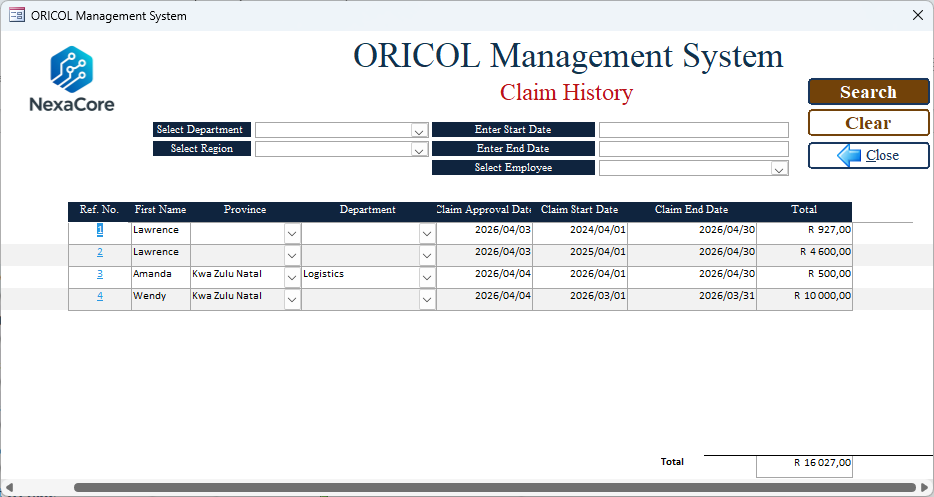 ORICOL Management System
NexaCore
ORICOL Management System
Claim History
Search
Clear
Close
Select Department
Enter Start Date
Select Region
Enter End Date
Select Employee
Ref. No. First Name Province Department Claim Approval Date Claim Start Date Claim End Date Total
1 Lawrence 2026/04/03 2024/04/01 2026/04/30 R 927,00
2 Lawrence 2026/04/03 2025/04/01 2026/04/30 R 4 600,00
3 Amanda Kwa Zulu Natal Logistics 2026/04/04 2026/04/01 2026/04/30 R 500,00
4 Wendy Kwa Zulu Natal 2026/04/04 2026/03/01 2026/03/31 R 10 000,00
Total R 16 027,00